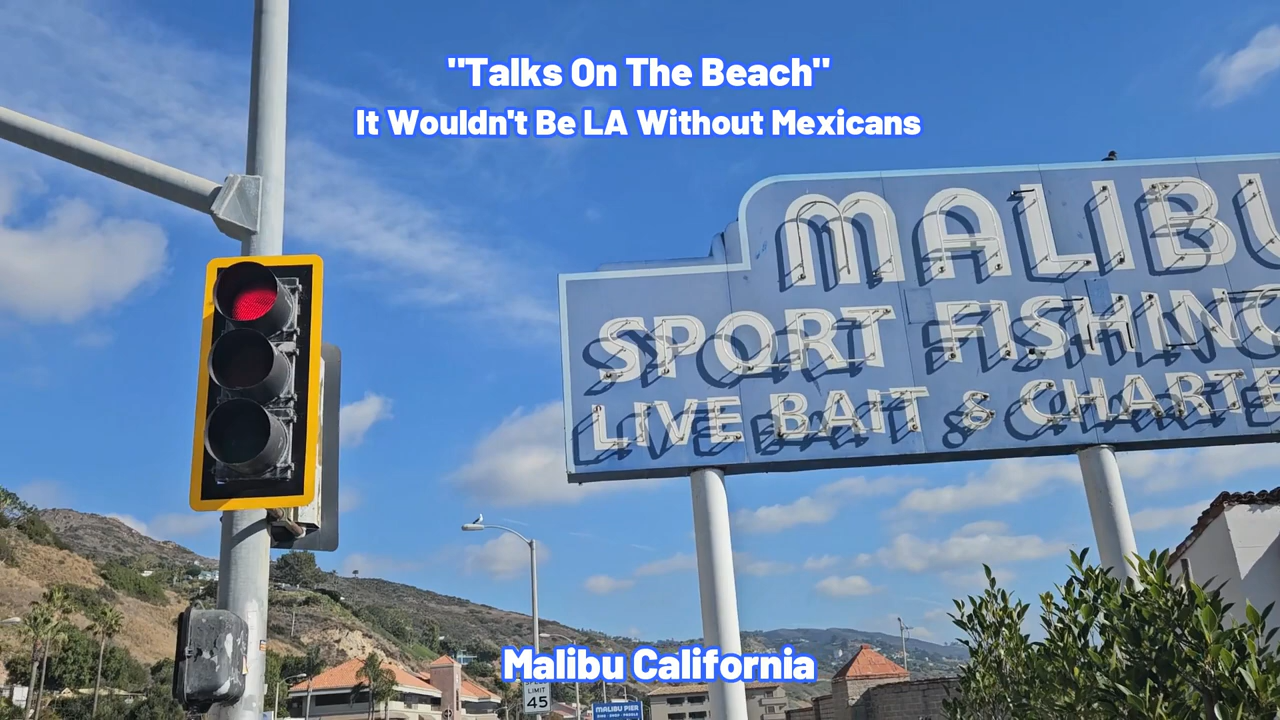 "Talks On The Beach"
It Wouldn't Be LA Without Mexicans
MALIBU
SPORT FISHING
LIVE BAIT & CHARTE
Malibu California
LIMIT
45
MALIBU PIER